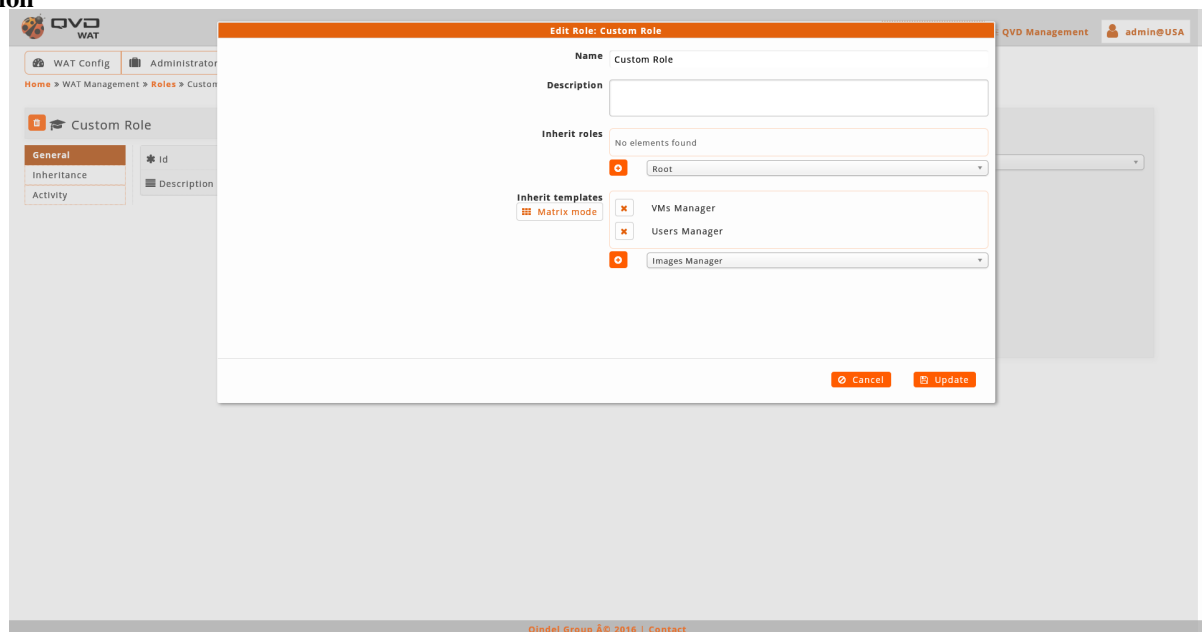 QVD
WAT
Edit Role: Custom Role
QVD Management
admin@USA
WAT Config
Administrator
Home » WAT Management » Roles » Custom
Custom Role
General
Inheritance
Activity
Id
Description
Name
Custom Role
Description
Inherit roles
No elements found
Root
Inherit templates
Matrix mode
VMs Manager
Users Manager
Images Manager
Cancel
Update
Qindel Group Â© 2016 | Contact